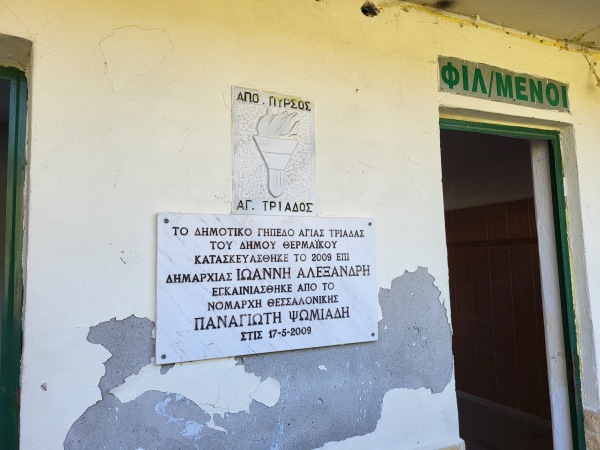 ΑΠΟ. ΠΥΡΣΟΣ
ΑΓ. ΤΡΙΑΔΟΣ
ΦΙΛ/ΜΕΝΟΙ
ΤΟ ΔΗΜΟΤΙΚΟ ΓΗΠΕΔΟ ΑΓΙΑΣ ΤΡΙΑΔΑΣ
ΤΟΥ ΔΗΜΟΥ ΘΕΡΜΑΪΚΟΥ
ΚΑΤΑΣΚΕΥΑΣΘΗΚΕ ΤΟ 2009 ΕΠΙ
ΔΗΜΑΡΧΙΑΣ ΙΩΑΝΝΗ ΑΛΕΞΑΝΔΡΗ
ΕΓΚΑΙΝΙΑΣΘΗΚΕ ΑΠΟ ΤΟ
ΝΟΜΑΡΧΗ ΘΕΣΣΑΛΟΝΙΚΗΣ
ΠΑΝΑΓΙΩΤΗ ΨΩΜΙΑΔΗ
ΣΤΙΣ 17-5-2009